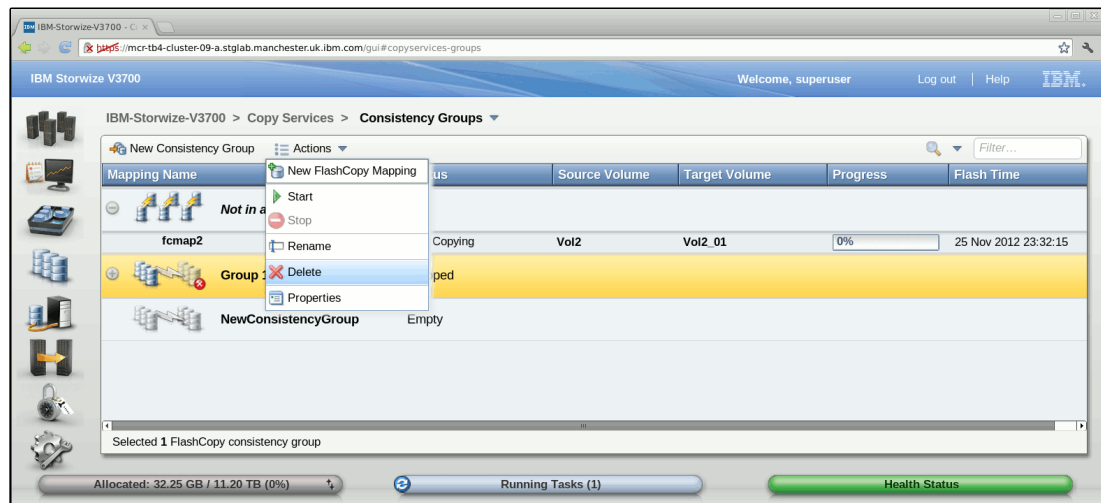 IBM-Storwize-V3700 - C
https://mcr-tb4-cluster-09-a.stglab.manchester.uk.ibm.com/gui#copyservices-groups
IBM Storwize V3700 Welcome, superuser Log out | Help IBM.
IBM-Storwize-V3700 > Copy Services > Consistency Groups
New Consistency Group Actions Filter...
Mapping Name us Source Volume Target Volume Progress Flash Time
New FlashCopy Mapping
Start
Not in a
Stop
fcmap2 Copying Vol2 Vol2_01 0% 25 Nov 2012 23:32:15
Rename
Group 1 Delete ped
Properties
NewConsistencyGroup Empty
Selected 1 FlashCopy consistency group
Allocated: 32.25 GB / 11.20 TB (0%) Running Tasks (1) Health Status